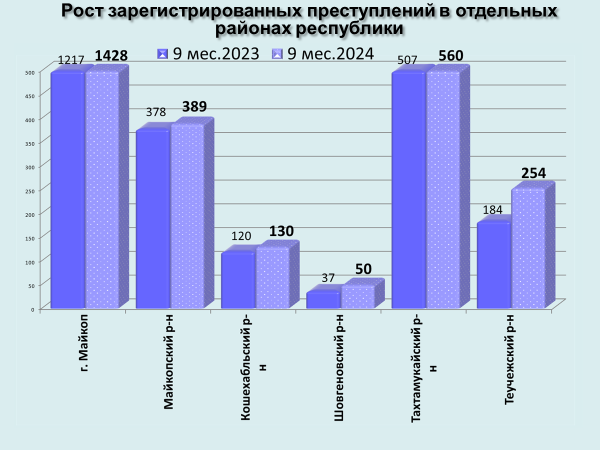 Рост зарегистрированных преступлений в отдельных
районах республики
9 мес.2023 9 мес.2024
1217 1428
378 389
120 130
37 50
507 560
184 254
500
450
400
350
300
250
200
150
100
50
0
г. Майкоп
Майкопский р-н
Кошехабльский р-
н
Шовгеновский р-н
Тахтамукайский р-
н
Теучежский р-н